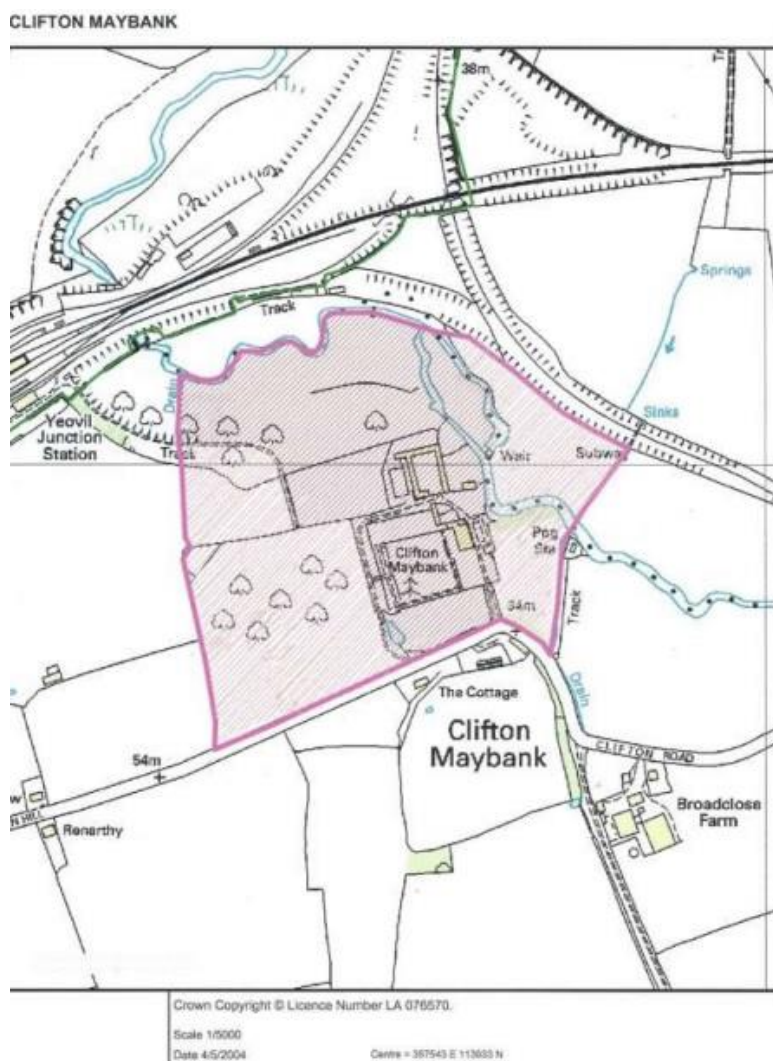 CLIFTON MAYBANK
38m
Springs
Track
Sinks
Drain
Yeovil
Junction
Station
Track
Weir
Subway
Clifton
Maybank
Track
The Cottage
Drain
Clifton
Maybank
CLIFTON ROAD
54m
Broadclose
Farm
Renarthy
N HILL
Crown Copyright © Licence Number LA 076570.
Scale 1/5000
Date 4/5/2004